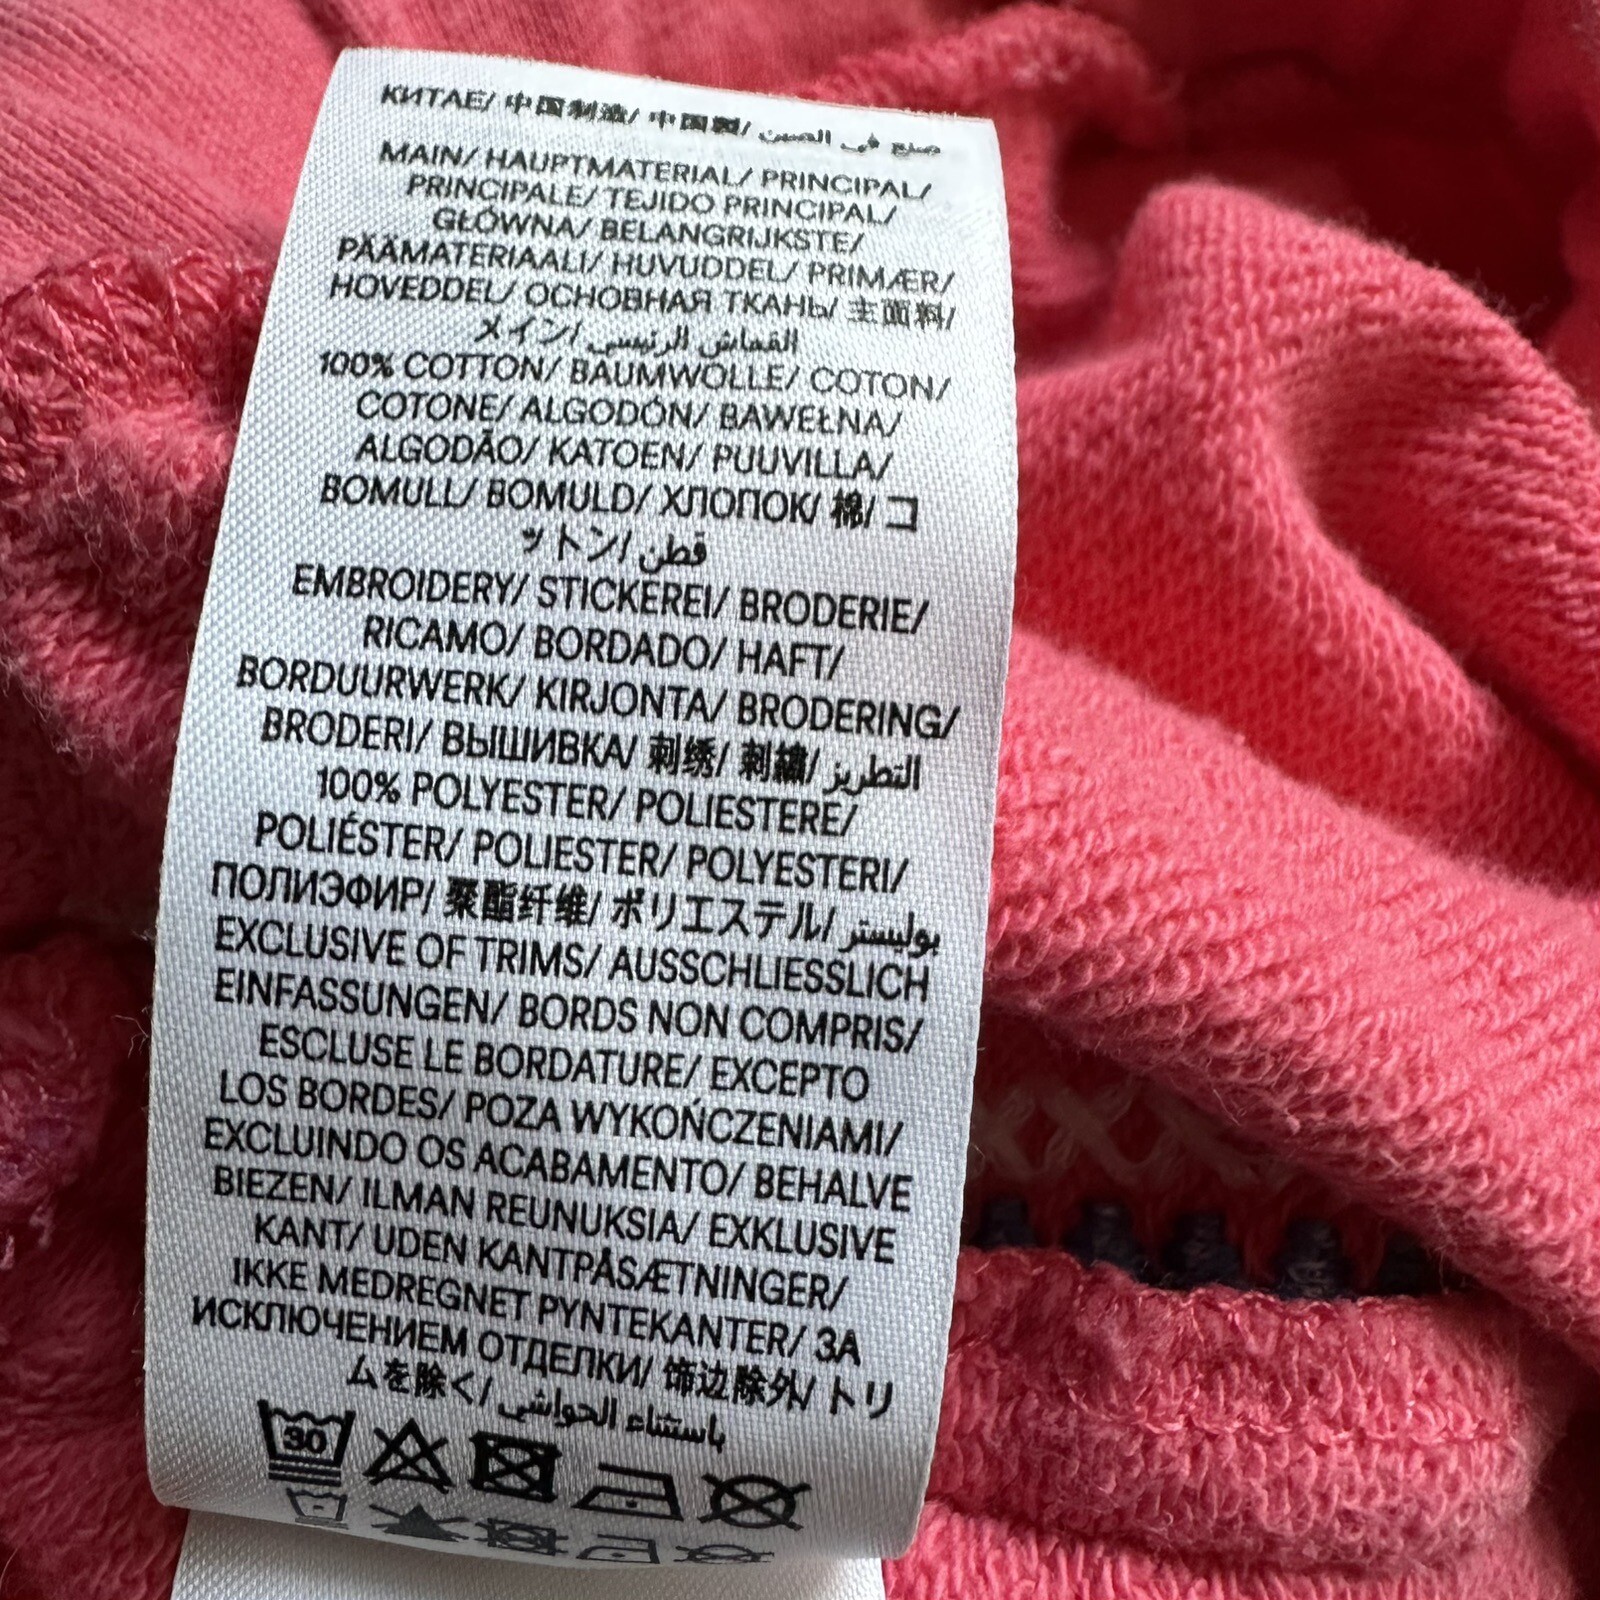 КИТАЕ/ 中国制造/ 中国製/ صنع في الصين
MAIN/ HAUPTMATERIAL/ PRINCIPAL/
PRINCIPALE/ TEJIDO PRINCIPAL/
GŁÓWNA/ BELANGRIJKSTE/
PÄÄMATERIAALI/ HUVUDDEL/ PRIMÆR/
HOVEDDEL/ ОСНОВНАЯ ТКАНЬ/ 主面料/
メイン/ القماش الرئيسي
100% COTTON/ BAUMWOLLE/ COTON/
COTONE/ ALGODÓN/ BAWEŁNA/
ALGODÃO/ KATOEN/ PUUVILLA/
BOMULL/ BOMULD/ ХЛОПОК/ 棉/ コ
ットン/ قطن
EMBROIDERY/ STICKEREI/ BRODERIE/
RICAMO/ BORDADO/ HAFT/
BORDUURWERK/ KIRJONTA/ BRODERING/
BRODERI/ ВЫШИВКА/ 刺绣/ 刺繍/ التطريز
100% POLYESTER/ POLIESTERE/
POLIÉSTER/ POLIESTER/ POLYESTERI/
ПОЛИЭФИР/ 聚酯纤维/ ポリエステル/ بوليستر
EXCLUSIVE OF TRIMS/ AUSSCHLIESSLICH
EINFASSUNGEN/ BORDS NON COMPRIS/
ESCLUSE LE BORDATURE/ EXCEPTO
LOS BORDES/ POZA WYKOŃCZENIAMI/
EXCLUINDO OS ACABAMENTO/ BEHALVE
BIEZEN/ ILMAN REUNUKSIA/ EXKLUSIVE
KANT/ UDEN KANTPÅSÆTNINGER/
IKKE MEDREGNET PYNTEKANTER/ ЗА
ИСКЛЮЧЕНИЕМ ОТДЕЛКИ/ 饰边除外/ トリ
ムを除く/ باستثناء الحواشي
30